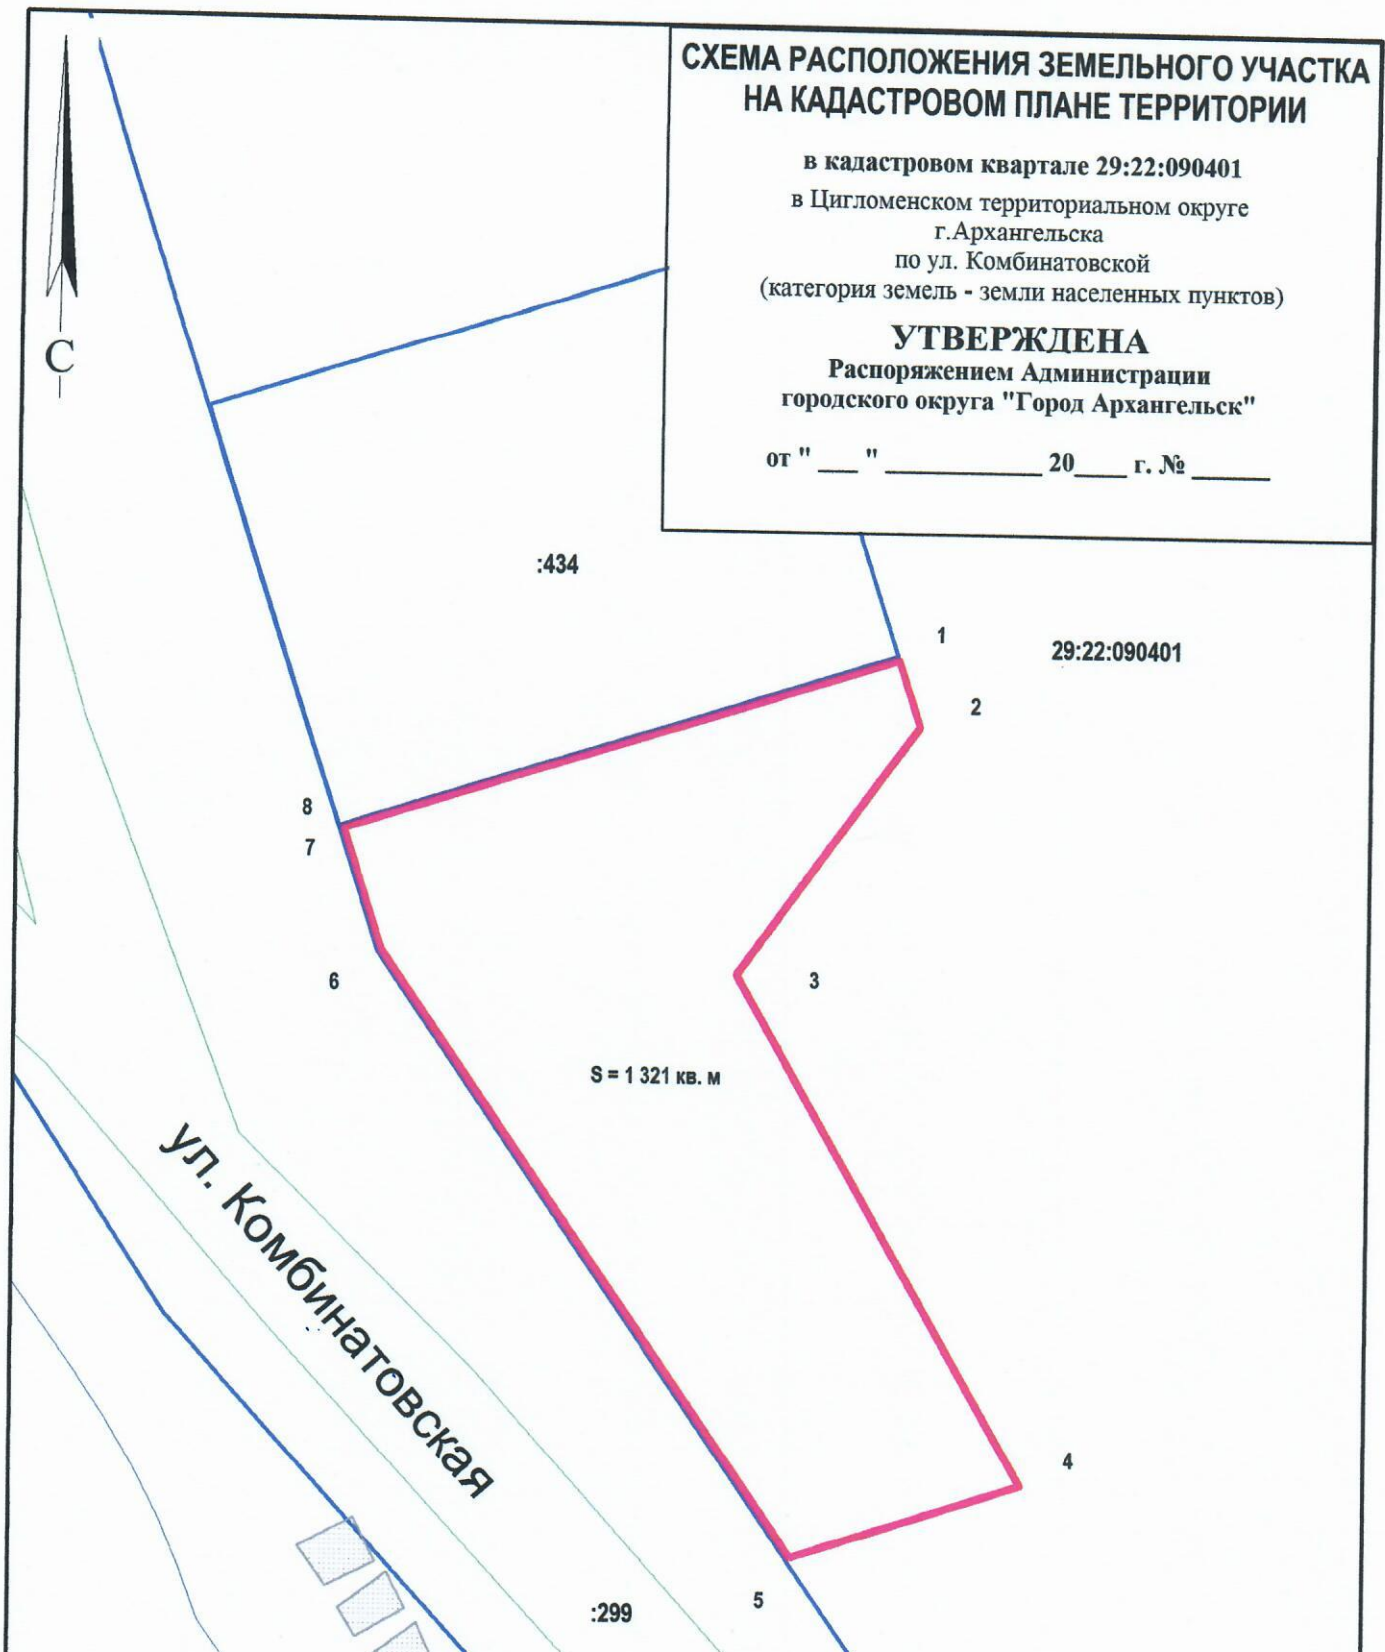 СХЕМА РАСПОЛОЖЕНИЯ ЗЕМЕЛЬНОГО УЧАСТКА
НА КАДАСТРОВОМ ПЛАНЕ ТЕРРИТОРИИ
в кадастровом квартале 29:22:090401
в Цигломенском территориальном округе
г.Архангельска
по ул. Комбинатовской
(категория земель - земли населенных пунктов)
УТВЕРЖДЕНА
Распоряжением Администрации
городского округа "Город Архангельск"
от " ___ " ____________ 20____ г. № ______
С
:434
1
29:22:090401
2
8
7
6
3
S = 1 321 кв. м
ул. Комбинатовская
4
5
:299